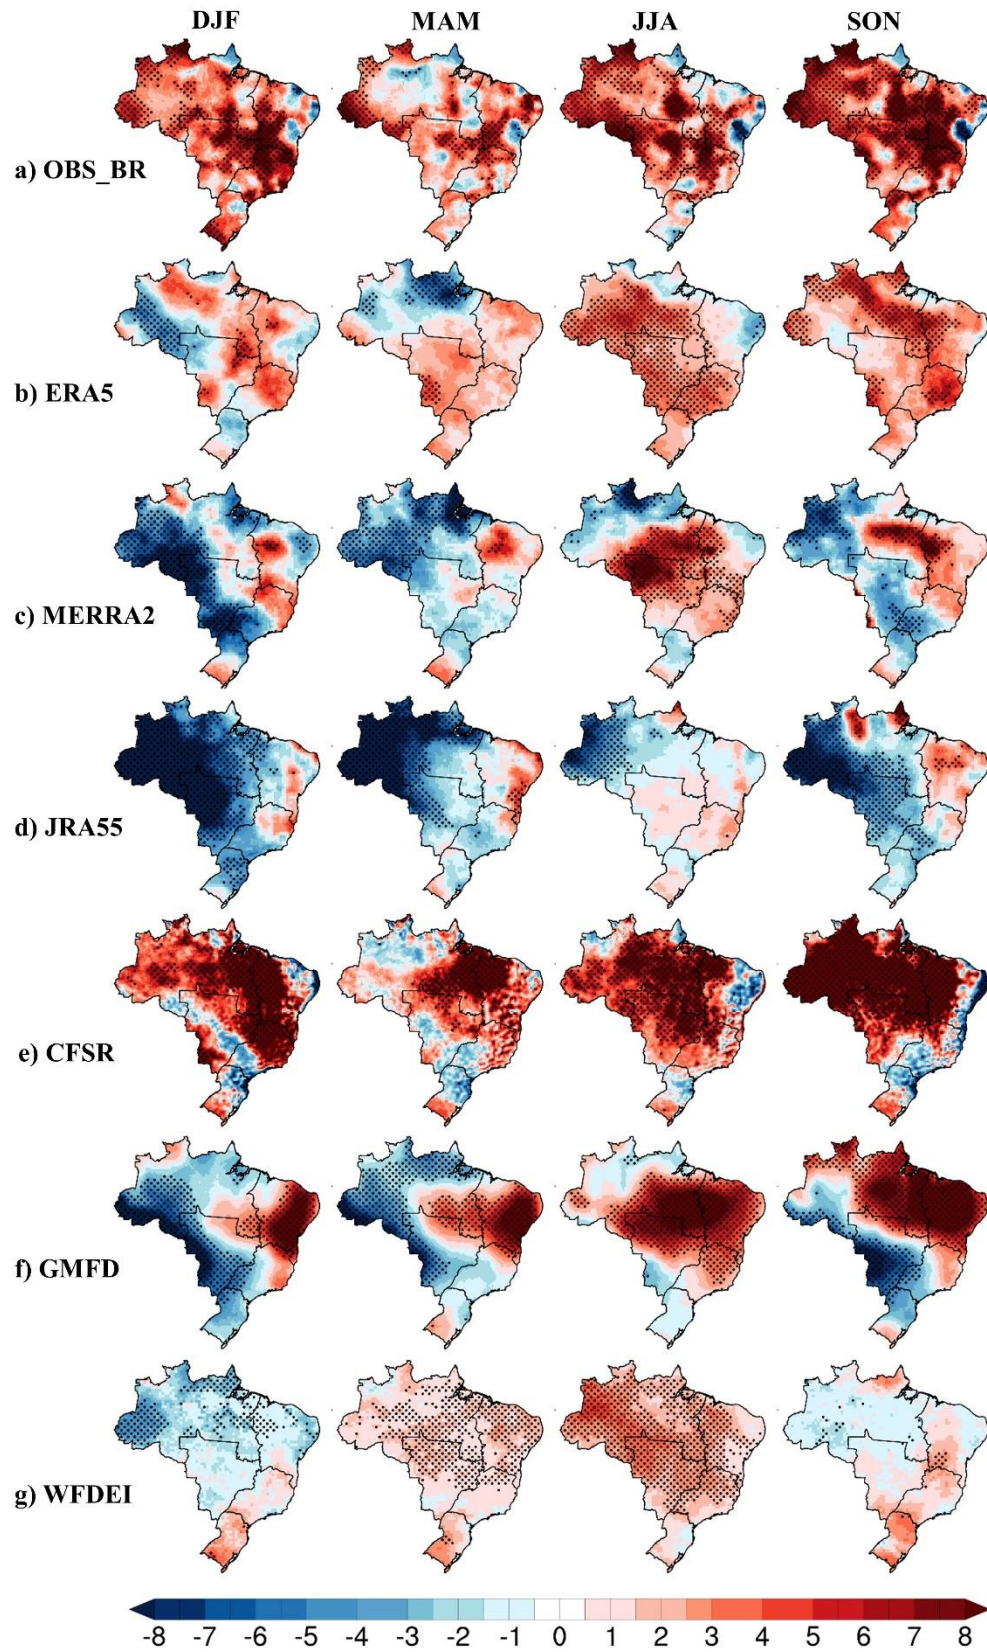 DJF MAM JJA SON
a) OBS_BR
b) ERA5
c) MERRA2
d) JRA55
e) CFSR
f) GMFD
g) WFDEI
-8 -7 -6 -5 -4 -3 -2 -1 0 1 2 3 4 5 6 7 8